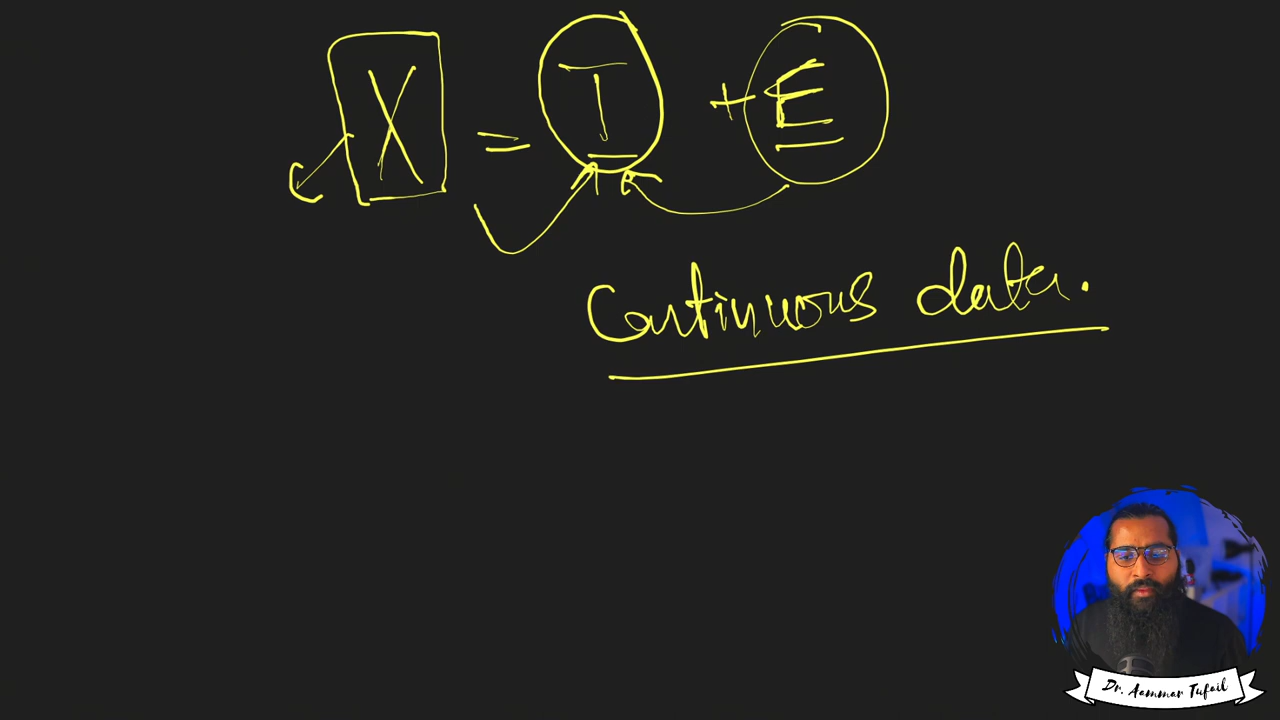 X = T + E
Continuous data.
Dr. Aammar Tufail